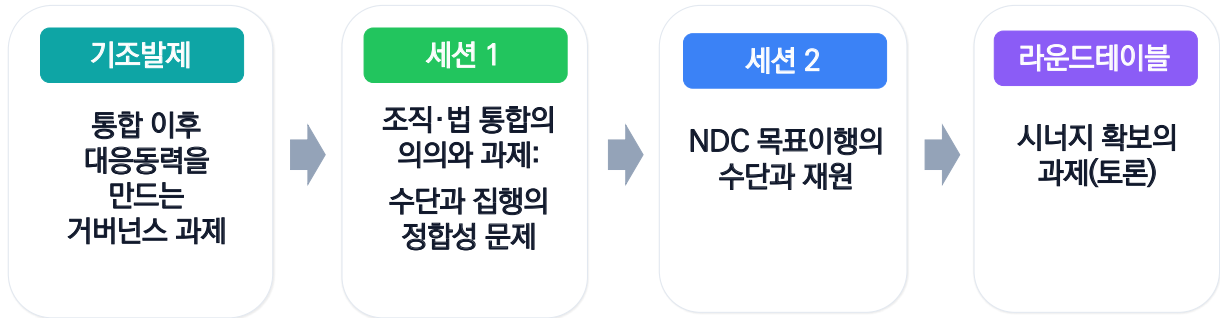 기조발제
통합 이후
대응동력을
만드는
거버넌스 과제
세션 1
조직·법 통합의
의의와 과제:
수단과 집행의
정합성 문제
세션 2
NDC 목표이행의
수단과 재원
라운드테이블
시너지 확보의
과제(토론)